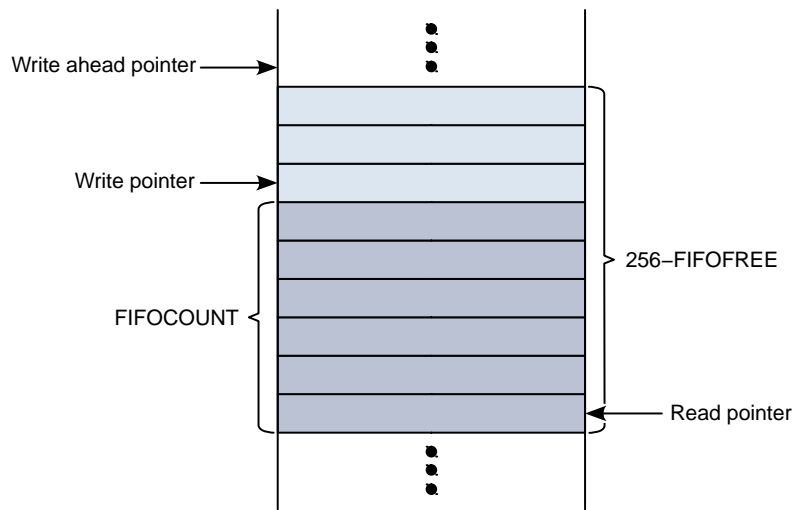 Write ahead pointer
Write pointer
256–FIFOFREE
FIFOCOUNT
Read pointer